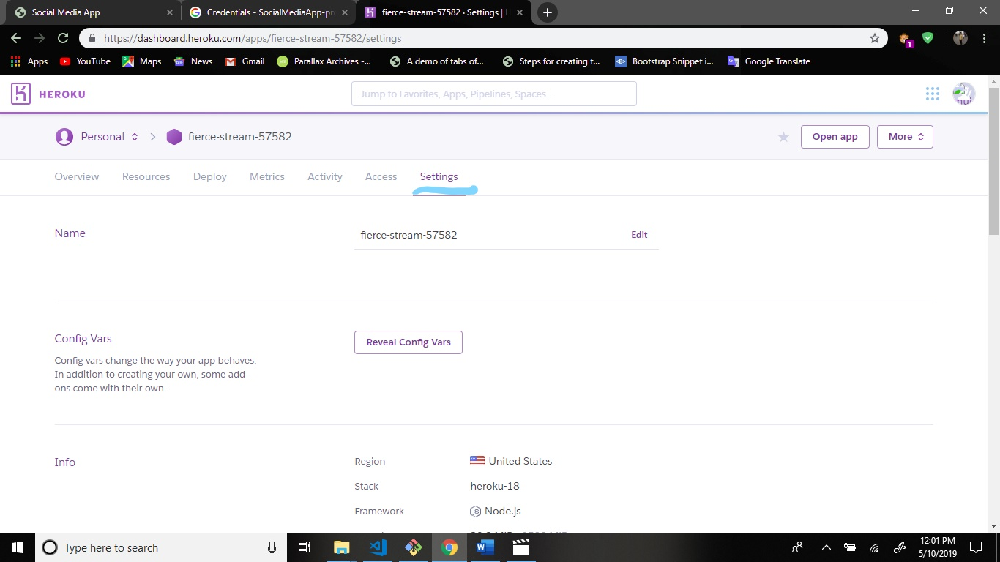 Social Media App
Credentials - SocialMediaApp-pr
fierce-stream-57582 · Settings | H
https://dashboard.heroku.com/apps/fierce-stream-57582/settings
1
Apps YouTube Maps News Gmail Parallax Archives -... A demo of tabs of... Steps for creating t... <B> Bootstrap Snippet i... Google Translate
HEROKU
Jump to Favorites, Apps, Pipelines, Spaces...
Personal fierce-stream-57582 Open app More
Overview Resources Deploy Metrics Activity Access Settings
Name
fierce-stream-57582 Edit
Config Vars
Reveal Config Vars
Config vars change the way your app behaves.
In addition to creating your own, some add-
ons come with their own.
Info
Region United States
Stack heroku-18
Framework Node.js
Type here to search
12:01 PM
5/10/2019